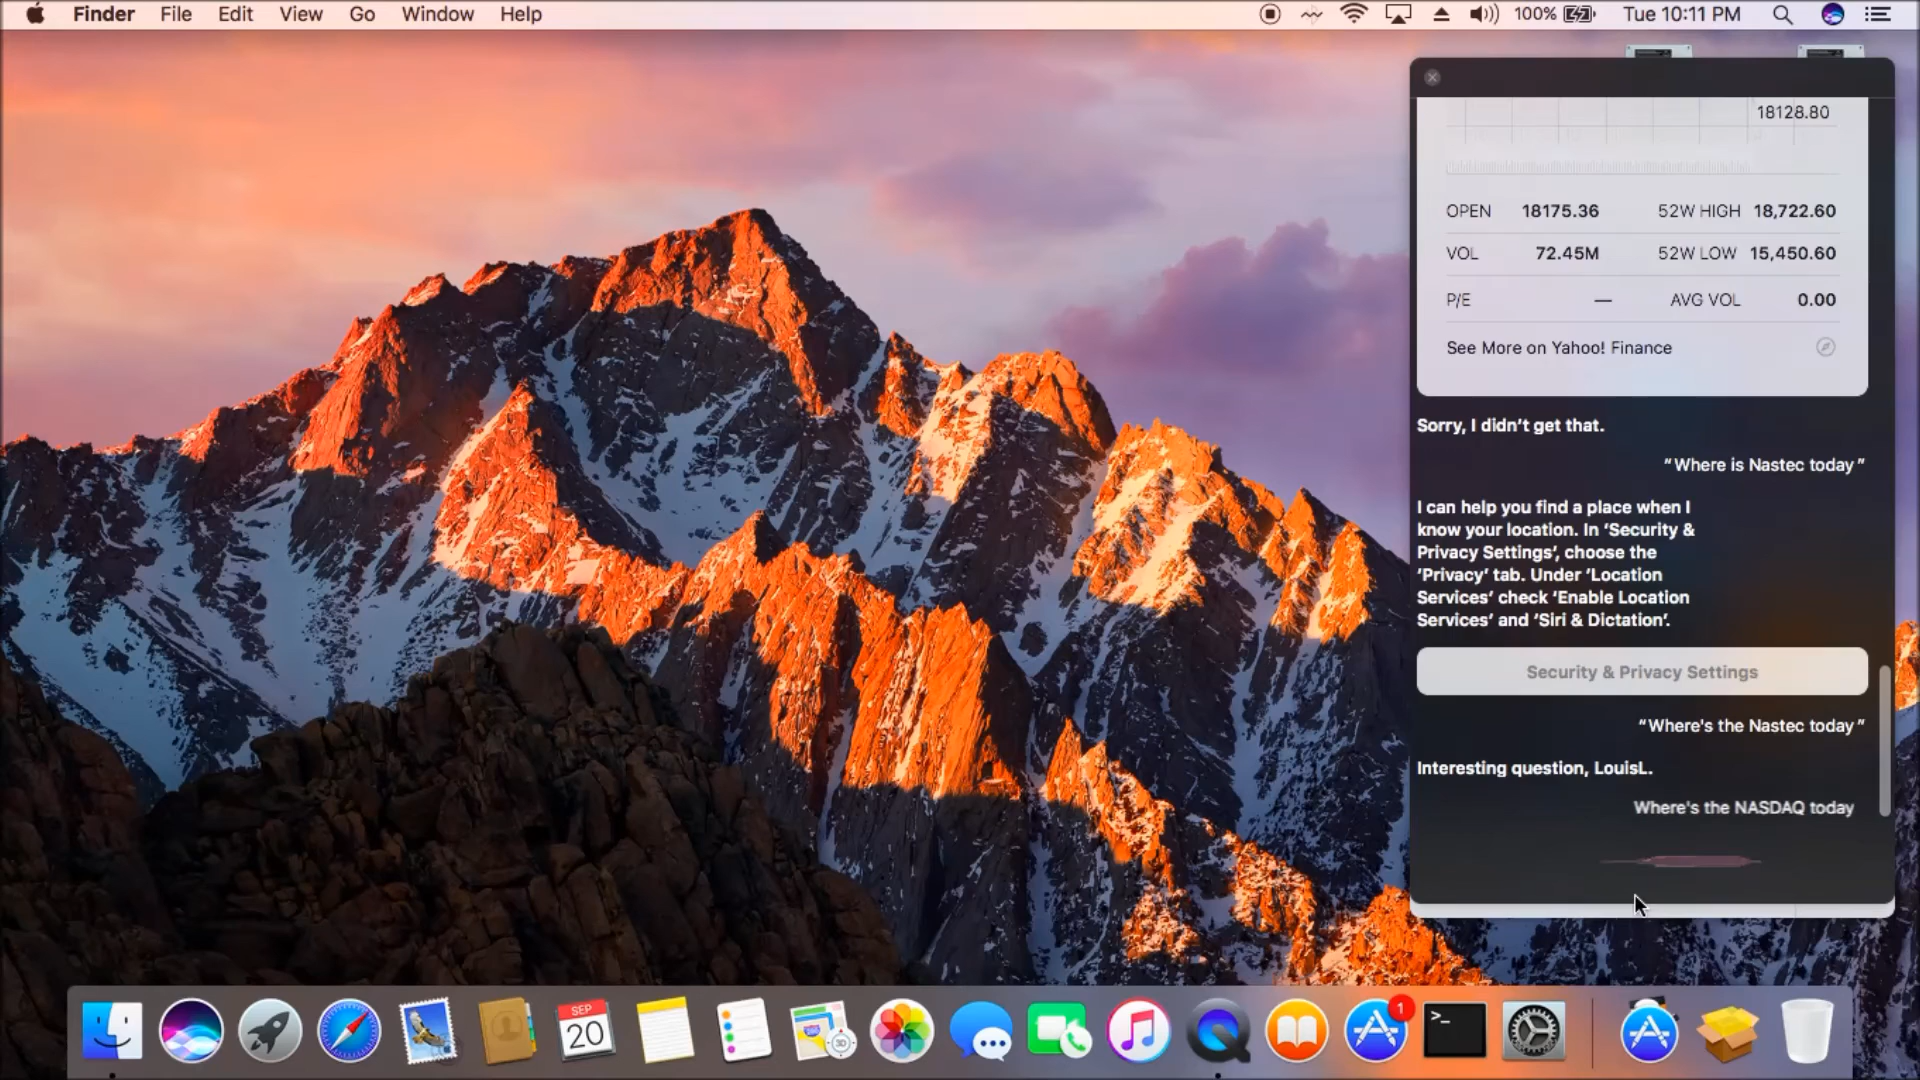 Finder File Edit View Go Window Help
100% Tue 10:11 PM
18128.80
OPEN 18175.36 52W HIGH 18,722.60
VOL 72.45M 52W LOW 15,450.60
P/E — AVG VOL 0.00
See More on Yahoo! Finance
Sorry, I didn’t get that.
“Where is Nastec today”
I can help you find a place when I
know your location. In ‘Security &
Privacy Settings’, choose the
‘Privacy’ tab. Under ‘Location
Services’ check ‘Enable Location
Services’ and ‘Siri & Dictation’.
Security & Privacy Settings
“Where's the Nastec today”
Interesting question, LouisL.
Where's the NASDAQ today
SEP
20
3D
1
>_